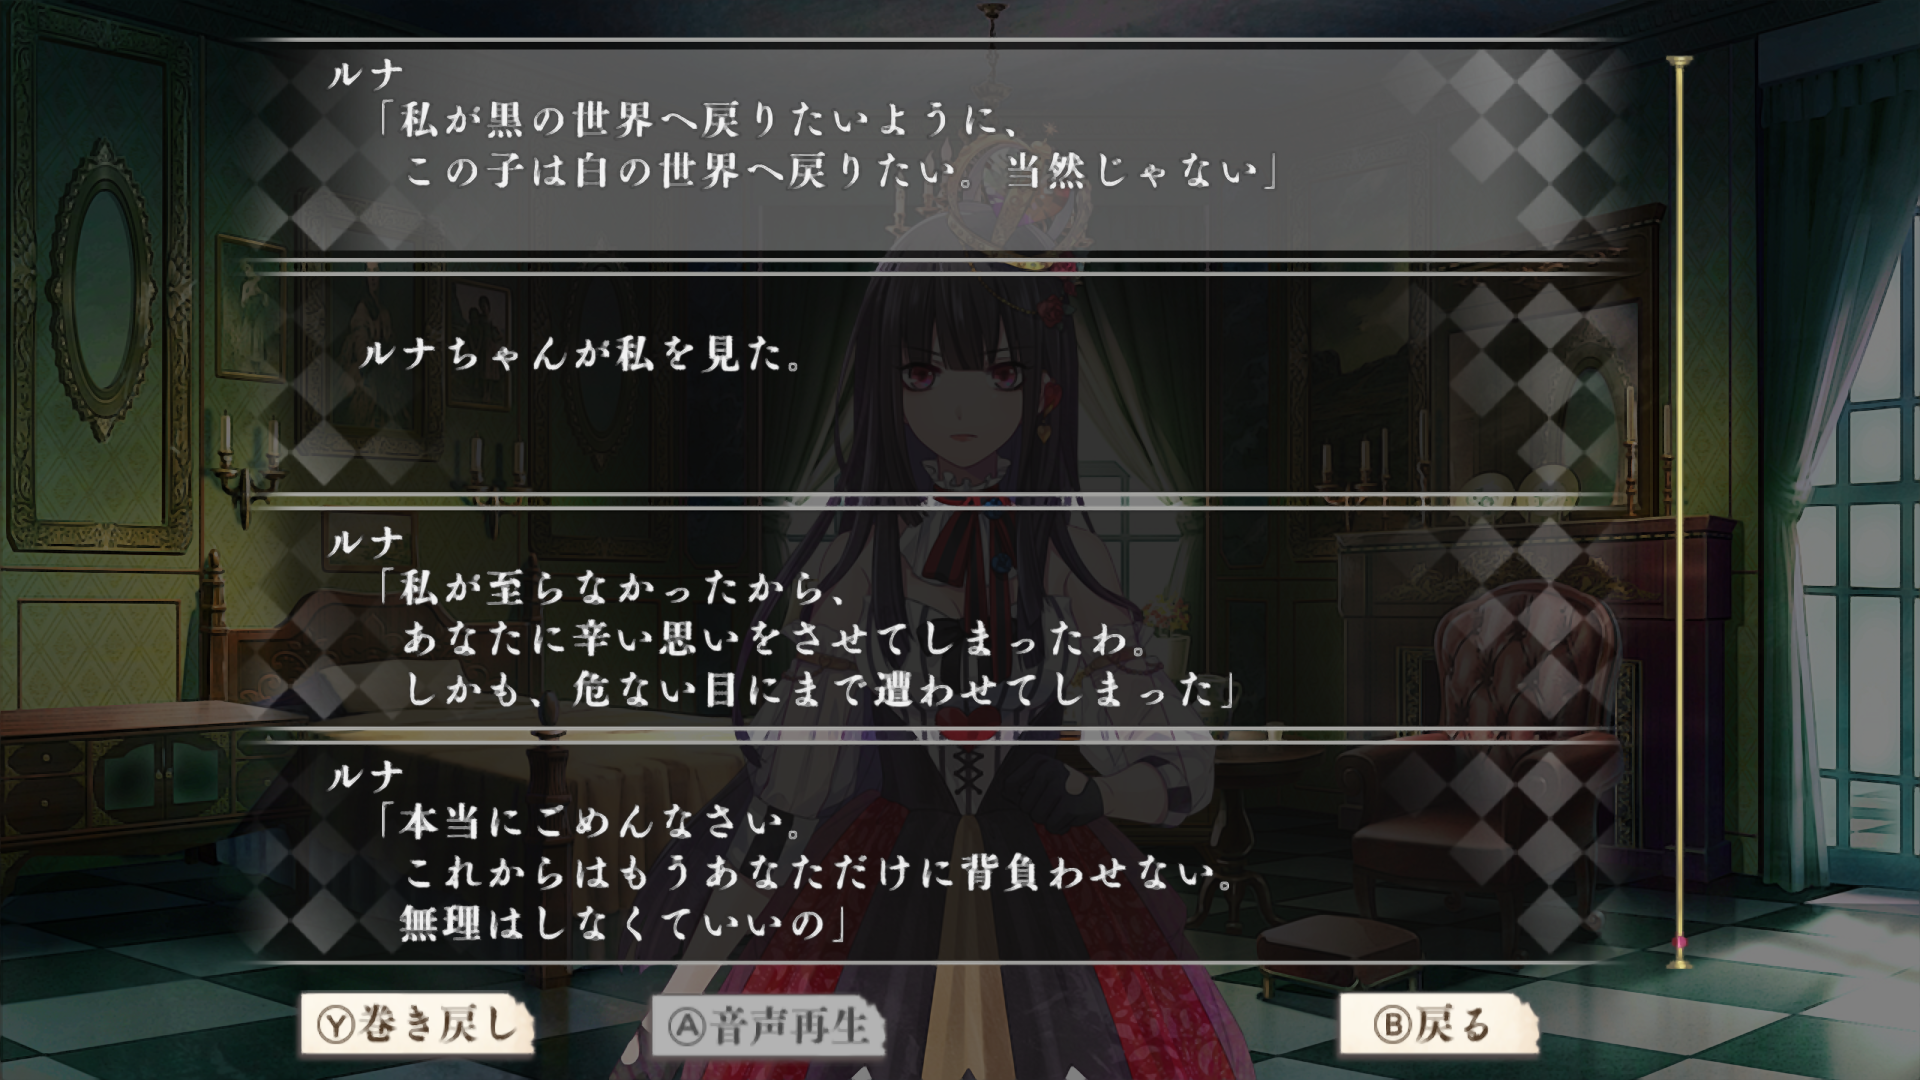 ルナ
「私が黒の世界へ戻りたいように、
この子は白の世界へ戻りたい。当然じゃない」
ルナちゃんが私を見た。
ルナ
「私が至らなかったから、
あなたに辛い思いをさせてしまったわ。
しかも、危ない目にまで遭わせてしまった」
ルナ
「本当にごめんなさい。
これからはもうあなただけに背負わせない。
無理はしなくていいの」
Ⓨ巻き戻し
Ⓐ音声再生
Ⓑ戻る